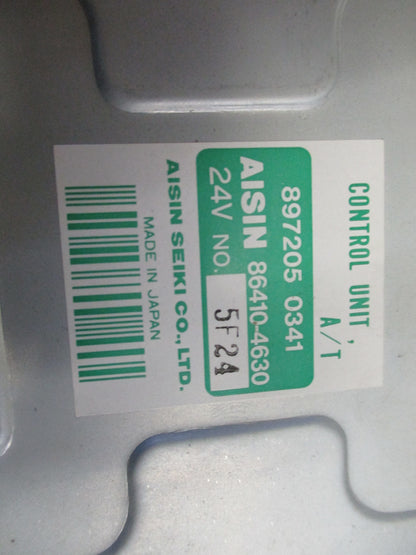 CONTROL UNIT,
A/T
897205 0341
AISIN 86410-4630
24V NO. 5F24
AISIN SEIKI CO., LTD.
MADE IN JAPAN